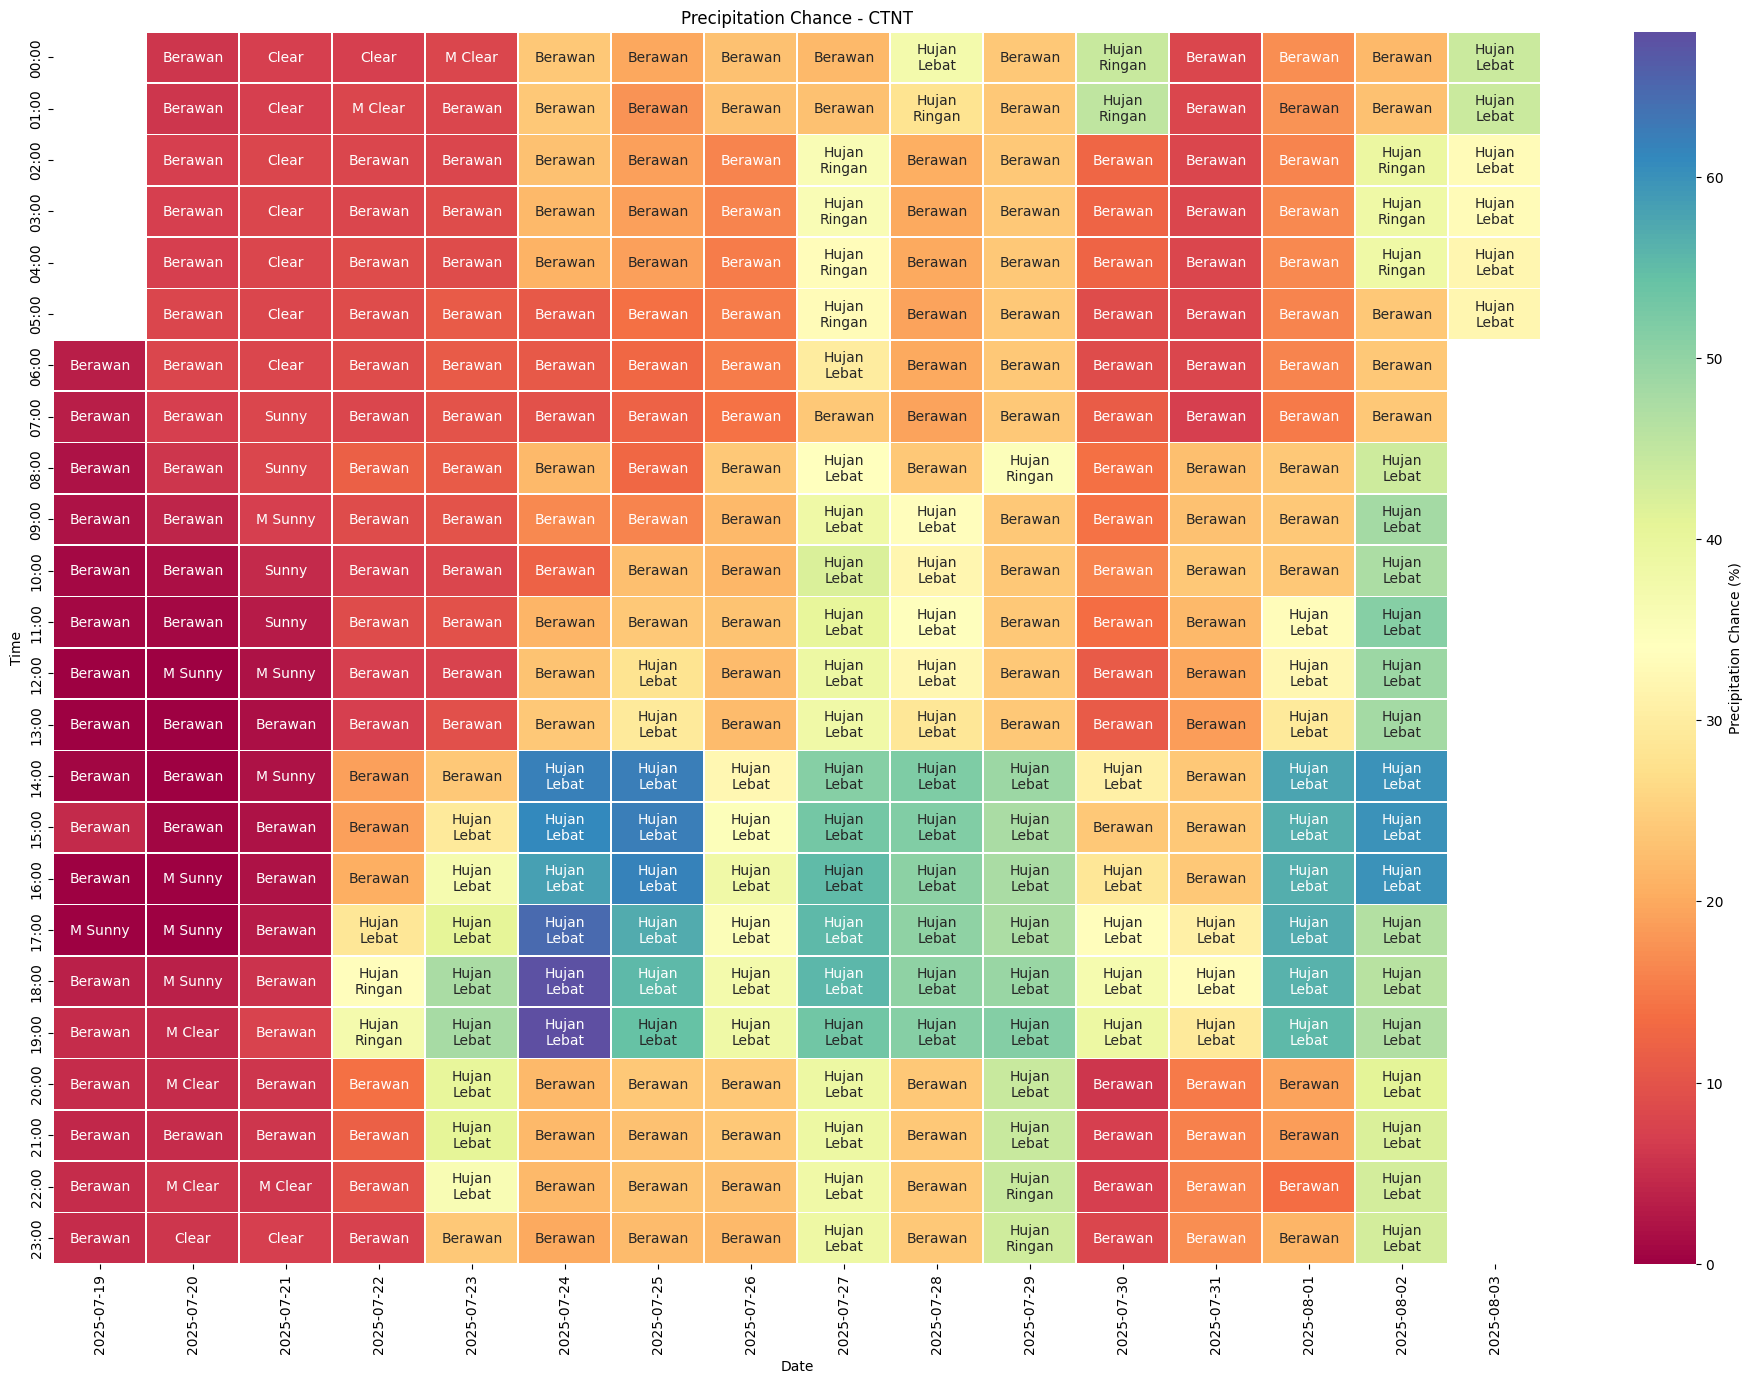 Precipitation Chance - CTNT
00:00 Berawan Clear Clear M Clear Berawan Berawan Berawan Berawan Hujan Lebat Berawan Hujan Ringan Berawan Berawan Berawan Hujan Lebat
01:00 Berawan Clear M Clear Berawan Berawan Berawan Berawan Berawan Hujan Ringan Berawan Hujan Ringan Berawan Berawan Berawan Hujan Lebat
02:00 Berawan Clear Berawan Berawan Berawan Berawan Berawan Hujan Ringan Berawan Berawan Berawan Berawan Berawan Hujan Ringan Hujan Lebat
03:00 Berawan Clear Berawan Berawan Berawan Berawan Berawan Hujan Ringan Berawan Berawan Berawan Berawan Berawan Hujan Ringan Hujan Lebat
04:00 Berawan Clear Berawan Berawan Berawan Berawan Berawan Hujan Ringan Berawan Berawan Berawan Berawan Berawan Hujan Ringan Hujan Lebat
05:00 Berawan Clear Berawan Berawan Berawan Berawan Berawan Hujan Ringan Berawan Berawan Berawan Berawan Berawan Berawan Hujan Lebat
06:00 Berawan Berawan Clear Berawan Berawan Berawan Berawan Berawan Hujan Lebat Berawan Berawan Berawan Berawan Berawan Berawan
07:00 Berawan Berawan Sunny Berawan Berawan Berawan Berawan Berawan Berawan Berawan Berawan Berawan Berawan Berawan Berawan
08:00 Berawan Berawan Sunny Berawan Berawan Berawan Berawan Berawan Hujan Lebat Berawan Hujan Ringan Berawan Berawan Berawan Hujan Lebat
09:00 Berawan Berawan M Sunny Berawan Berawan Berawan Berawan Berawan Hujan Lebat Hujan Lebat Berawan Berawan Berawan Berawan Hujan Lebat
10:00 Berawan Berawan Sunny Berawan Berawan Berawan Berawan Berawan Hujan Lebat Hujan Lebat Berawan Berawan Berawan Berawan Hujan Lebat
11:00 Berawan Berawan Sunny Berawan Berawan Berawan Berawan Berawan Hujan Lebat Hujan Lebat Berawan Berawan Berawan Hujan Lebat Hujan Lebat
12:00 Berawan M Sunny M Sunny Berawan Berawan Berawan Hujan Lebat Berawan Hujan Lebat Hujan Lebat Berawan Berawan Berawan Hujan Lebat Hujan Lebat
13:00 Berawan Berawan Berawan Berawan Berawan Berawan Hujan Lebat Berawan Hujan Lebat Hujan Lebat Berawan Berawan Berawan Hujan Lebat Hujan Lebat
14:00 Berawan Berawan M Sunny Berawan Berawan Hujan Lebat Hujan Lebat Hujan Lebat Hujan Lebat Hujan Lebat Hujan Lebat Hujan Lebat Berawan Hujan Lebat Hujan Lebat
15:00 Berawan Berawan Berawan Berawan Hujan Lebat Hujan Lebat Hujan Lebat Hujan Lebat Hujan Lebat Hujan Lebat Hujan Lebat Berawan Berawan Hujan Lebat Hujan Lebat
16:00 Berawan M Sunny Berawan Berawan Hujan Lebat Hujan Lebat Hujan Lebat Hujan Lebat Hujan Lebat Hujan Lebat Hujan Lebat Hujan Lebat Berawan Hujan Lebat Hujan Lebat
17:00 M Sunny M Sunny Berawan Hujan Lebat Hujan Lebat Hujan Lebat Hujan Lebat Hujan Lebat Hujan Lebat Hujan Lebat Hujan Lebat Hujan Lebat Hujan Lebat Hujan Lebat Hujan Lebat
18:00 Berawan M Sunny Berawan Hujan Ringan Hujan Lebat Hujan Lebat Hujan Lebat Hujan Lebat Hujan Lebat Hujan Lebat Hujan Lebat Hujan Lebat Hujan Lebat Hujan Lebat Hujan Lebat
19:00 Berawan M Clear Berawan Hujan Ringan Hujan Lebat Hujan Lebat Hujan Lebat Hujan Lebat Hujan Lebat Hujan Lebat Hujan Lebat Hujan Lebat Hujan Lebat Hujan Lebat Hujan Lebat
20:00 Berawan M Clear Berawan Berawan Hujan Lebat Berawan Berawan Berawan Hujan Lebat Berawan Hujan Lebat Berawan Berawan Berawan Hujan Lebat
21:00 Berawan Berawan Berawan Berawan Hujan Lebat Berawan Berawan Berawan Hujan Lebat Berawan Hujan Lebat Berawan Berawan Berawan Hujan Lebat
22:00 Berawan M Clear M Clear Berawan Hujan Lebat Berawan Berawan Berawan Hujan Lebat Berawan Hujan Ringan Berawan Berawan Berawan Hujan Lebat
23:00 Berawan Clear Clear Berawan Berawan Berawan Berawan Berawan Hujan Lebat Berawan Hujan Ringan Berawan Berawan Berawan Hujan Lebat
2025-07-19 2025-07-20 2025-07-21 2025-07-22 2025-07-23 2025-07-24 2025-07-25 2025-07-26 2025-07-27 2025-07-28 2025-07-29 2025-07-30 2025-07-31 2025-08-01 2025-08-02 2025-08-03
Date
Time
60
50
40
30
20
10
0
Precipitation Chance (%)